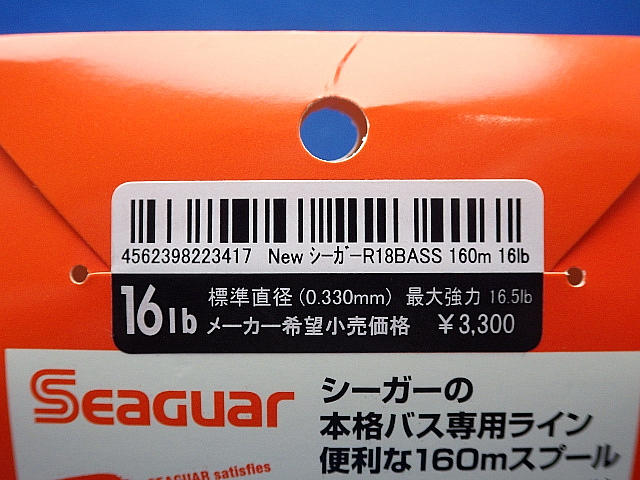 4562398223417 New シーガーR18BASS 160m 16lb
16lb
標準直径(0.330mm) 最大強力 16.5lb
メーカー希望小売価格 ¥3,300
SEAGUAR
シーガーの
本格バス専用ライン
便利な160mスプール
SEAGUAR satisfies